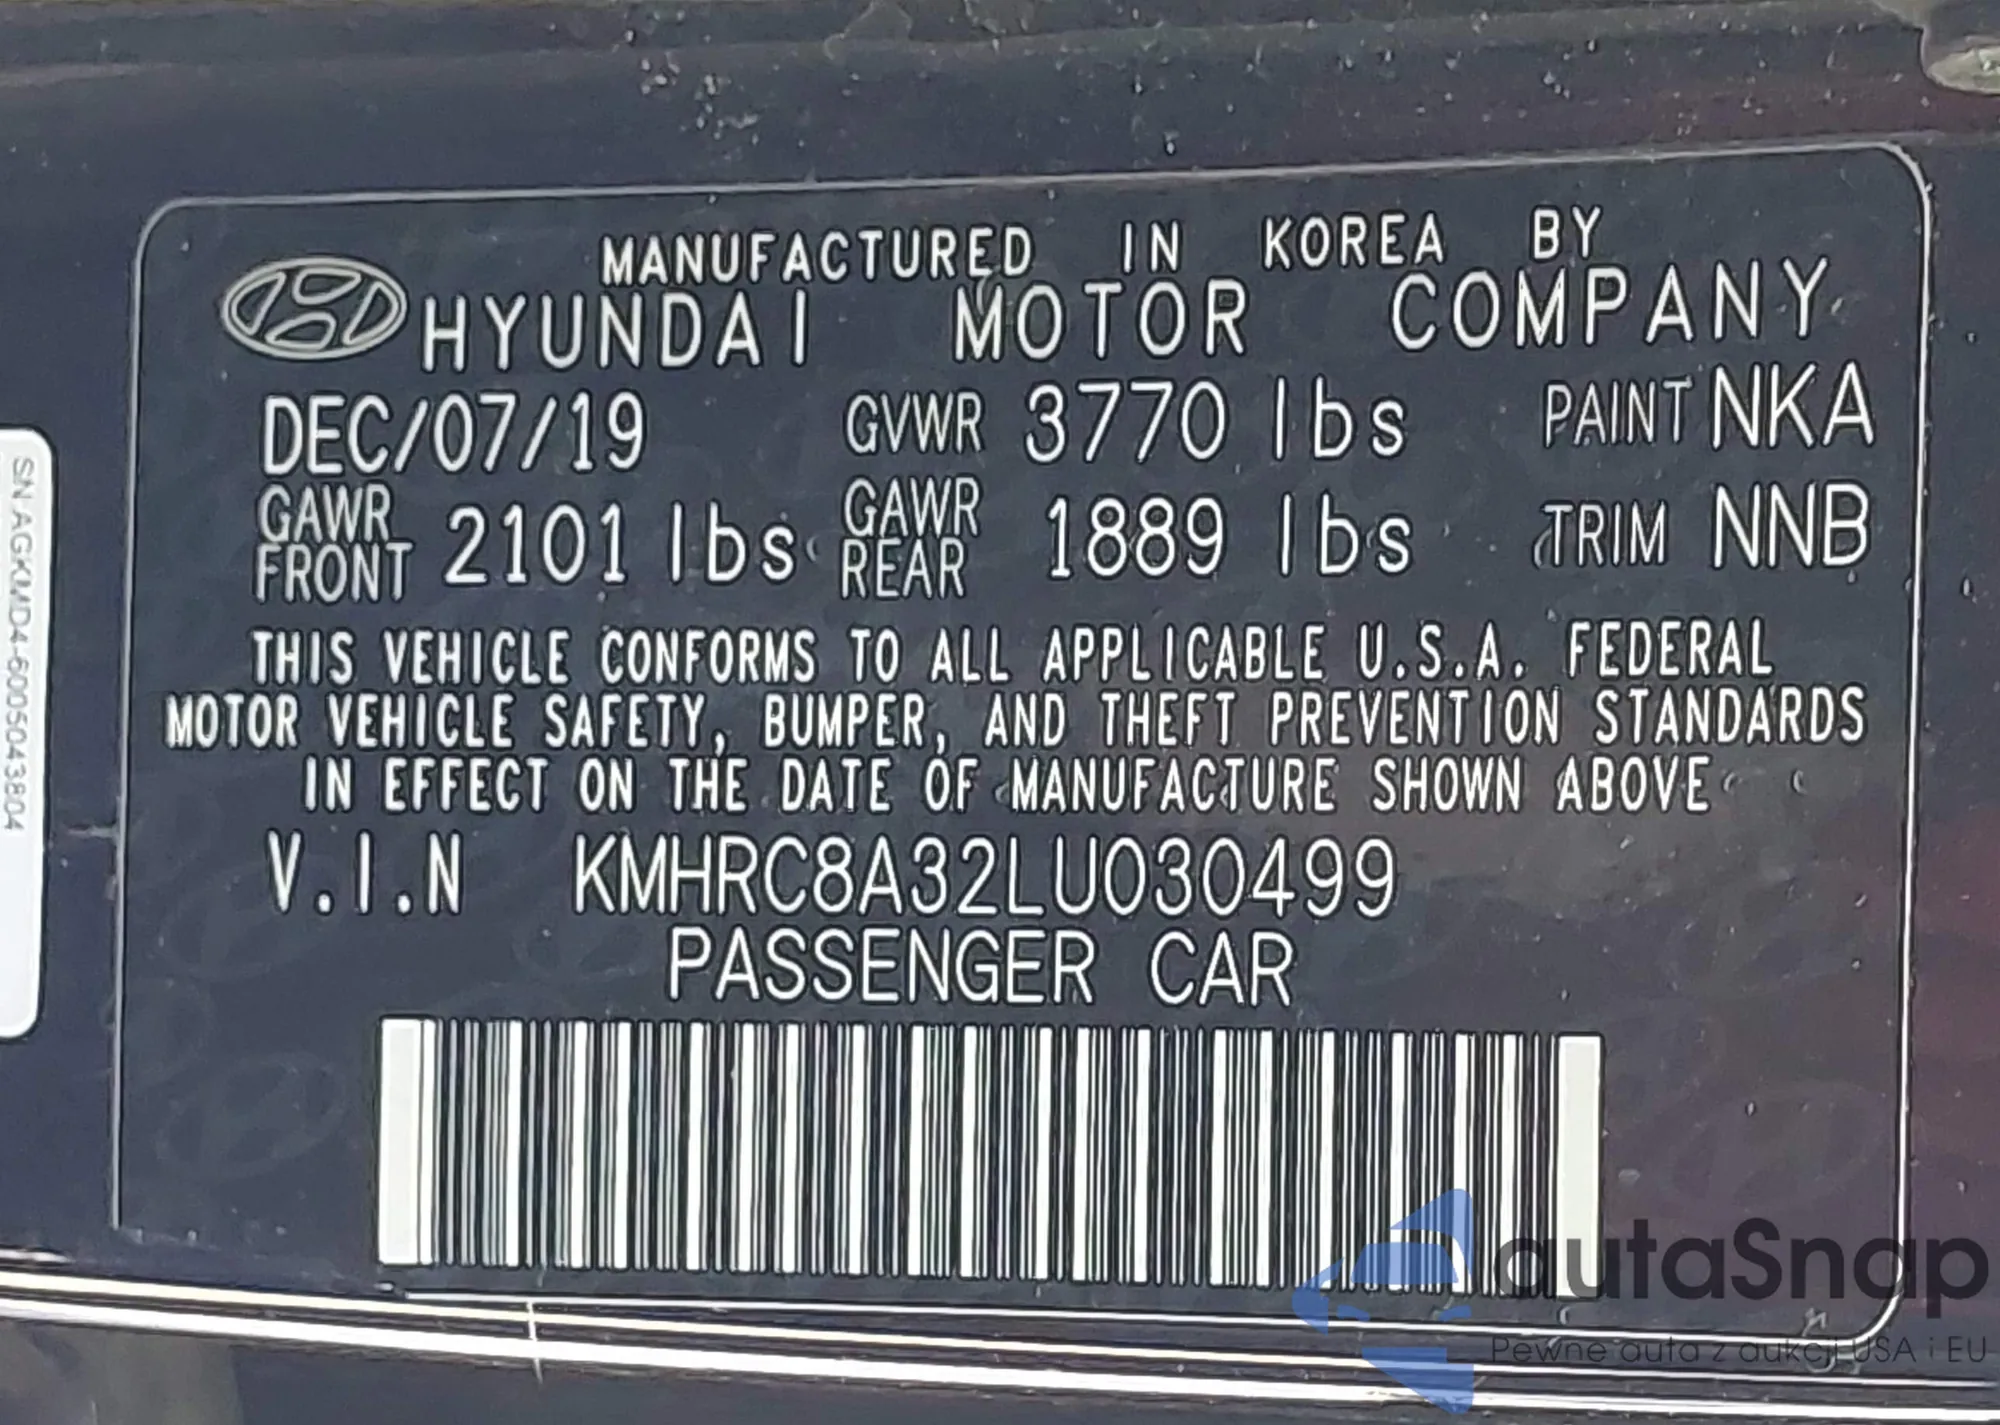 MANUFACTURED IN KOREA BY
HYUNDAI MOTOR COMPANY
DEC/07/19 GVWR 3770 lbs PAINT NKA
GAWR FRONT 2101 lbs GAWR REAR 1889 lbs TRIM NNB
THIS VEHICLE CONFORMS TO ALL APPLICABLE U.S.A. FEDERAL
MOTOR VEHICLE SAFETY, BUMPER, AND THEFT PREVENTION STANDARDS
IN EFFECT ON THE DATE OF MANUFACTURE SHOWN ABOVE
V.I.N KMHRC8A32LU030499
PASSENGER CAR
SN AGKMD4-6005043804
autaSnap
Pewne auta z aukcji USA i EU